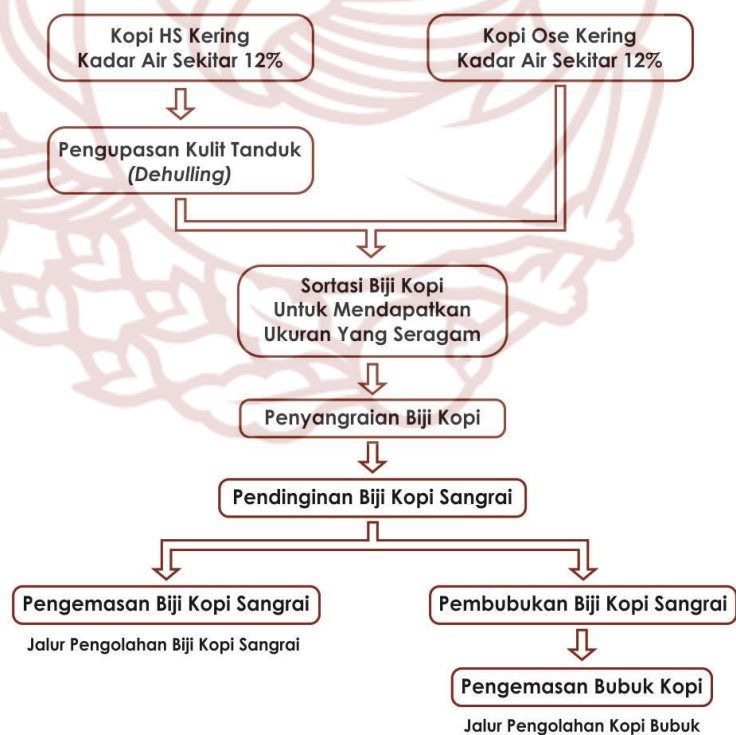 Kopi HS Kering
Kadar Air Sekitar 12%
Kopi Ose Kering
Kadar Air Sekitar 12%
Pengupasan Kulit Tanduk
(Dehulling)
Sortasi Biji Kopi
Untuk Mendapatkan
Ukuran Yang Seragam
Penyangraian Biji Kopi
Pendinginan Biji Kopi Sangrai
Pengemasan Biji Kopi Sangrai
Jalur Pengolahan Biji Kopi Sangrai
Pembubukan Biji Kopi Sangrai
Pengemasan Bubuk Kopi
Jalur Pengolahan Kopi Bubuk